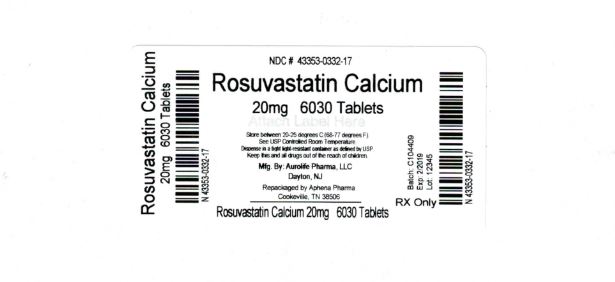 Rosuvastatin Calcium
20mg 6030 Tablets
N 43353-0332-17
NDC # 43353-0332-17
Rosuvastatin Calcium
20mg 6030 Tablets
Attach Label Here
Store between 20-25 degrees C (68-77 degrees F)
See USP Controlled Room Temperature
Dispense in a tight light-resistant container as defined by USP.
Keep this and all drugs out of the reach of children.
Mfg. By: Aurolife Pharma, LLC
Dayton, NJ
Repackaged by Aphena Pharma
Cookeville, TN 38506
Rosuvastatin Calcium 20mg 6030 Tablets
Batch: C104409
Exp: 2/2019
Lot: 12345
RX Only
N 43353-0332-17